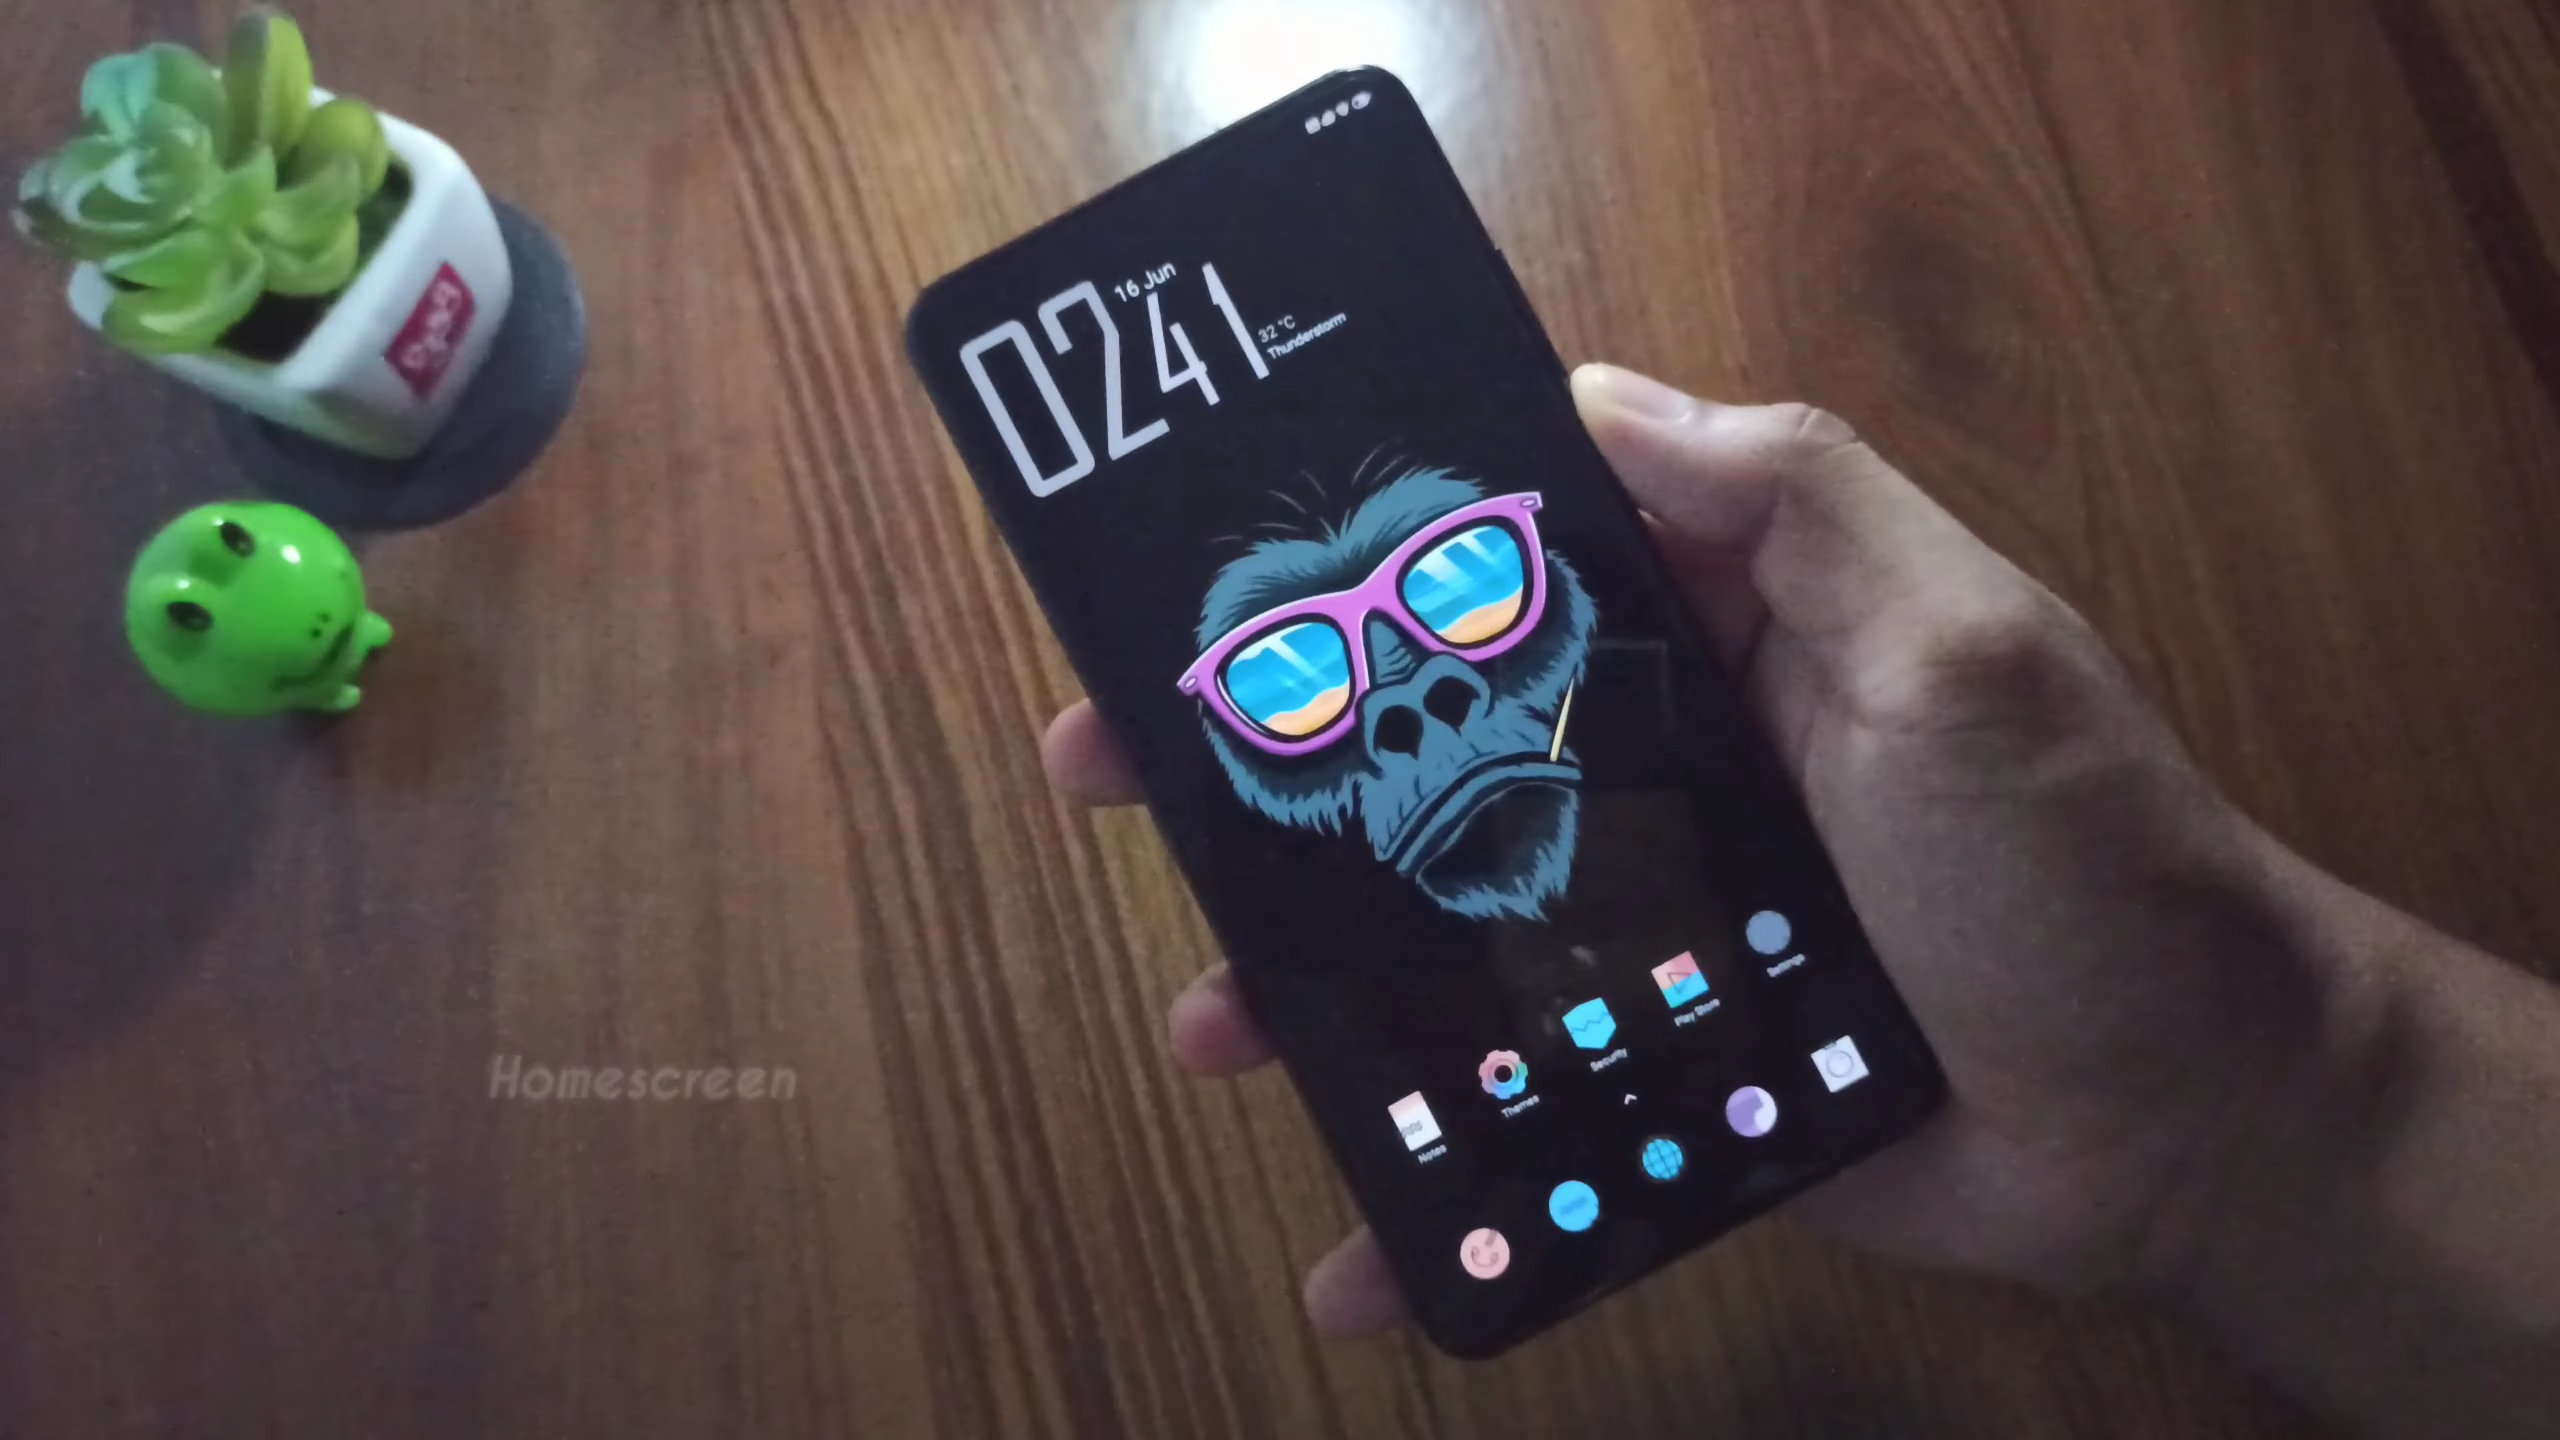 16 Jun
0241
32 °C
Thunderstorm
Settings
Play Store
Security
Themes
Notes
Homescreen